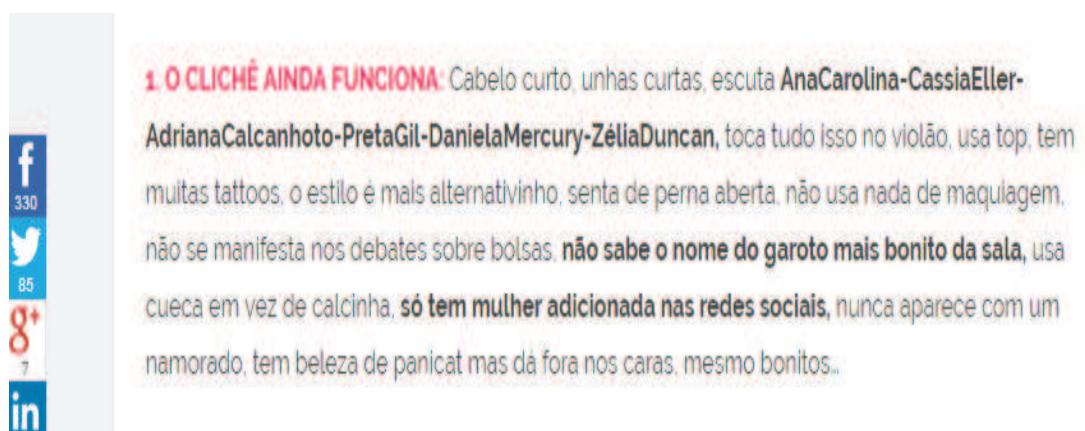 1. O CLICHÊ AINDA FUNCIONA: Cabelo curto, unhas curtas, escuta AnaCarolina-CassiaEller-
AdrianaCalcanhoto-PretaGil-DanielaMercury-ZéliaDuncan, toca tudo isso no violão, usa top, tem
muitas tattoos, o estilo é mais alternativinho, senta de perna aberta, não usa nada de maquiagem,
não se manifesta nos debates sobre bolsas, não sabe o nome do garoto mais bonito da sala, usa
cueca em vez de calcinha, só tem mulher adicionada nas redes sociais, nunca aparece com um
namorado, tem beleza de panicat mas dá fora nos caras, mesmo bonitos...
f
330
85
g+
7
in